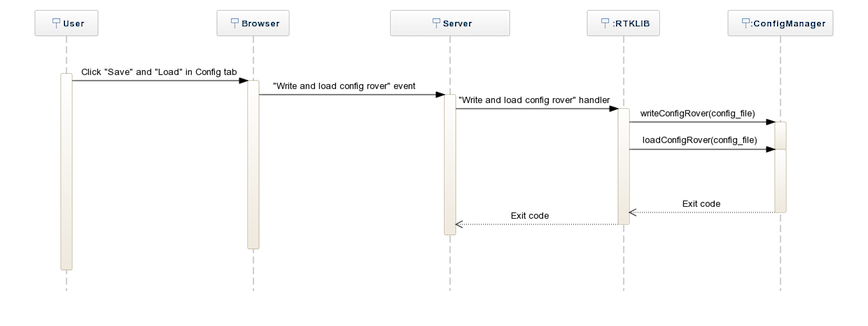 User
Browser
Server
:RTKLIB
:ConfigManager
Click "Save" and "Load" in Config tab
"Write and load config rover" event
"Write and load config rover" handler
writeConfigRover(config_file)
loadConfigRover(config_file)
Exit code
Exit code